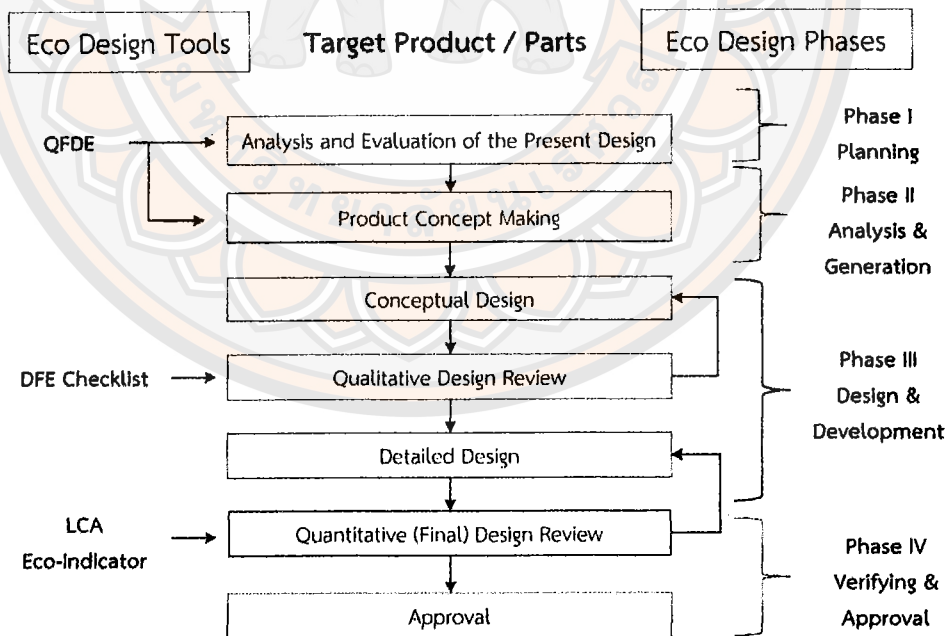 Eco Design Tools
Target Product / Parts
Eco Design Phases
QFDE
Analysis and Evaluation of the Present Design
Phase I
Planning
Product Concept Making
Phase II
Analysis &
Generation
Conceptual Design
DFE Checklist
Qualitative Design Review
Phase III
Design &
Development
Detailed Design
LCA
Eco-Indicator
Quantitative (Final) Design Review
Phase IV
Verifying &
Approval
Approval